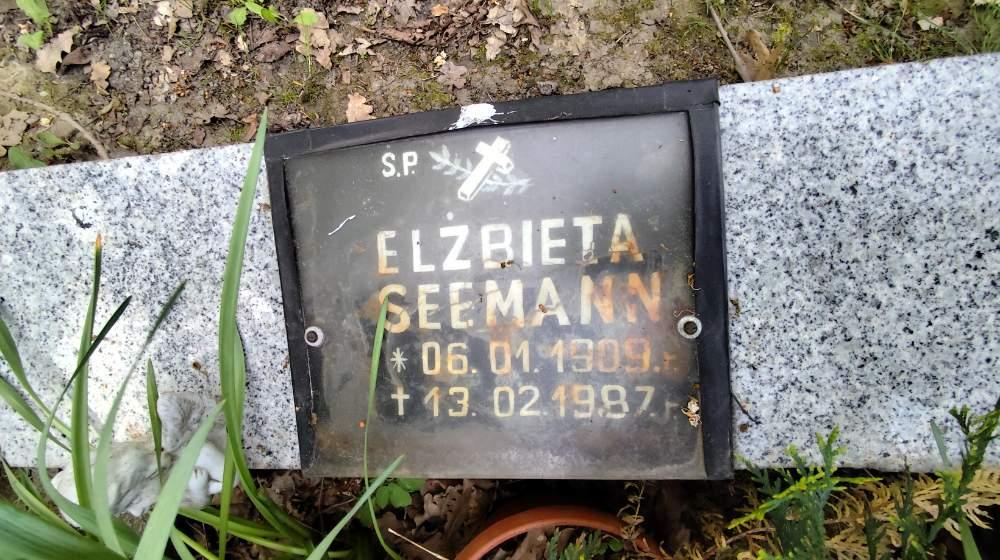 S.P.
ELŻBIETA
SEEMANN
* 06. 01. 1909. r.
✝ 13. 02. 1987. r.